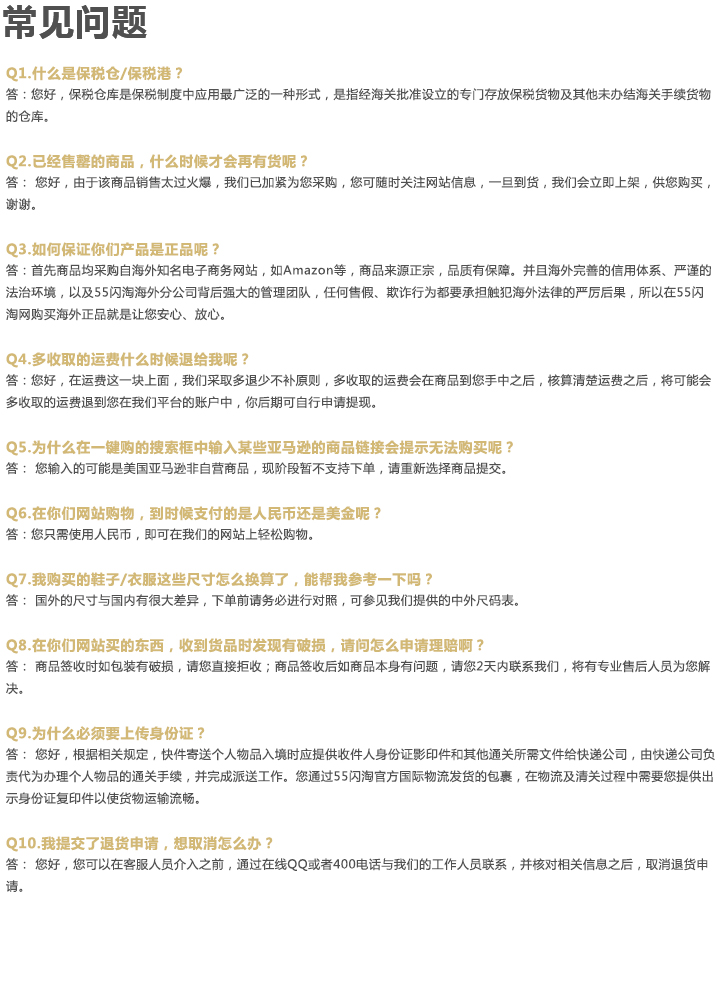 常见问题
Q1.什么是保税仓/保税港？
答：您好，保税仓库是保税制度中应用最广泛的一种形式，是指经海关批准设立的专门存放保税货物及其他未办结海关手续货物
的仓库。
Q2.已经售罄的商品，什么时候才会再有货呢？
答： 您好，由于该商品销售太过火爆，我们已加紧为您采购，您可随时关注网站信息，一旦到货，我们会立即上架，供您购买，
谢谢。
Q3.如何保证你们产品是正品呢？
答：首先商品均采购自海外知名电子商务网站，如Amazon等，商品来源正宗，品质有保障。并且海外完善的信用体系、严谨的
法治环境，以及55闪淘海外分公司背后强大的管理团队，任何售假、欺诈行为都要承担触犯海外法律的严厉后果，所以在55闪
淘网购买海外正品就是让您安心、放心。
Q4.多收取的运费什么时候退给我呢？
答：您好，在运费这一块上面，我们采取多退少不补原则，多收取的运费会在商品到您手中之后，核算清楚运费之后，将可能会
多收取的运费退到您在我们平台的账户中，你后期可自行申请提现。
Q5.为什么在一键购的搜索框中输入某些亚马逊的商品链接会提示无法购买呢？
答： 您输入的可能是美国亚马逊非自营商品，现阶段暂不支持下单，请重新选择商品提交。
Q6.在你们网站购物，到时候支付的是人民币还是美金呢？
答：您只需使用人民币，即可在我们的网站上轻松购物。
Q7.我购买的鞋子/衣服这些尺寸怎么换算了，能帮我参考一下吗？
答： 国外的尺寸与国内有很大差异，下单前请务必进行对照，可参见我们提供的中外尺码表。
Q8.在你们网站买的东西，收到货品时发现有破损，请问怎么申请理赔啊？
答： 商品签收时如包装有破损，请您直接拒收；商品签收后如商品本身有问题，请您2天内联系我们，将有专业售后人员为您解
决。
Q9.为什么必须要上传身份证？
答： 您好，根据相关规定，快件寄送个人物品入境时应提供收件人身份证影印件和其他通关所需文件给快递公司，由快递公司负
责代为办理个人物品的通关手续，并完成派送工作。您通过55闪淘官方国际物流发货的包裹，在物流及清关过程中需要您提供出
示身份证复印件以使货物运输流畅。
Q10.我提交了退货申请，想取消怎么办？
答： 您好，您可以在客服人员介入之前，通过在线QQ或者400电话与我们的工作人员联系，并核对相关信息之后，取消退货申
请。